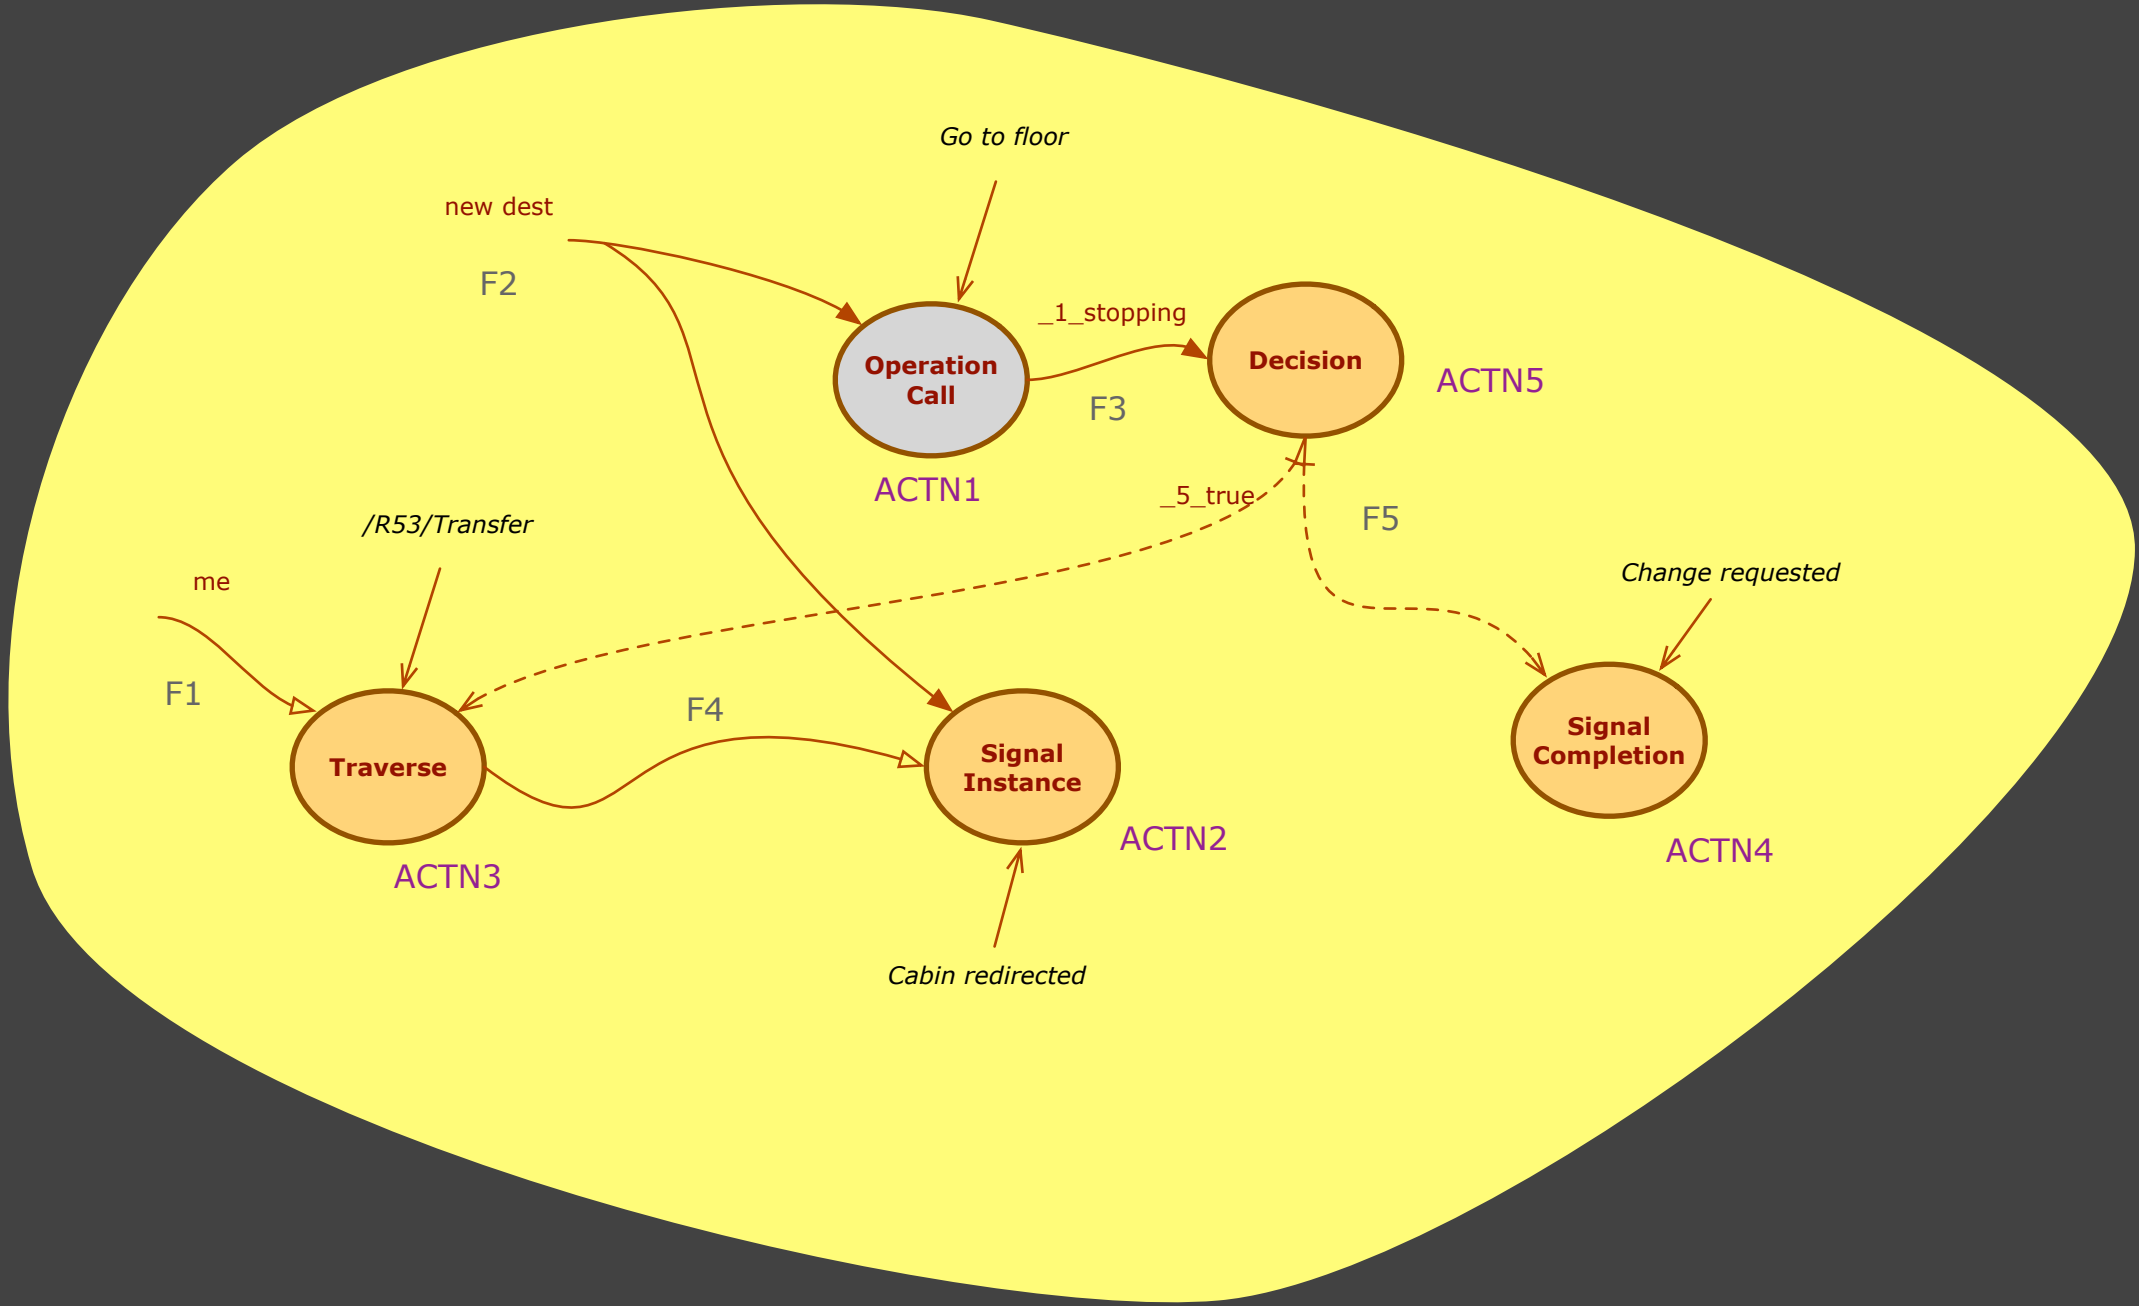 Go to floor
new dest
F2
_1_stopping
Operation
Call
Decision
ACTN5
F3
ACTN1
_5_true
F5
/R53/Transfer
Change requested
me
F1
F4
Signal
Completion
Traverse
Signal
Instance
ACTN2
ACTN4
ACTN3
Cabin redirected